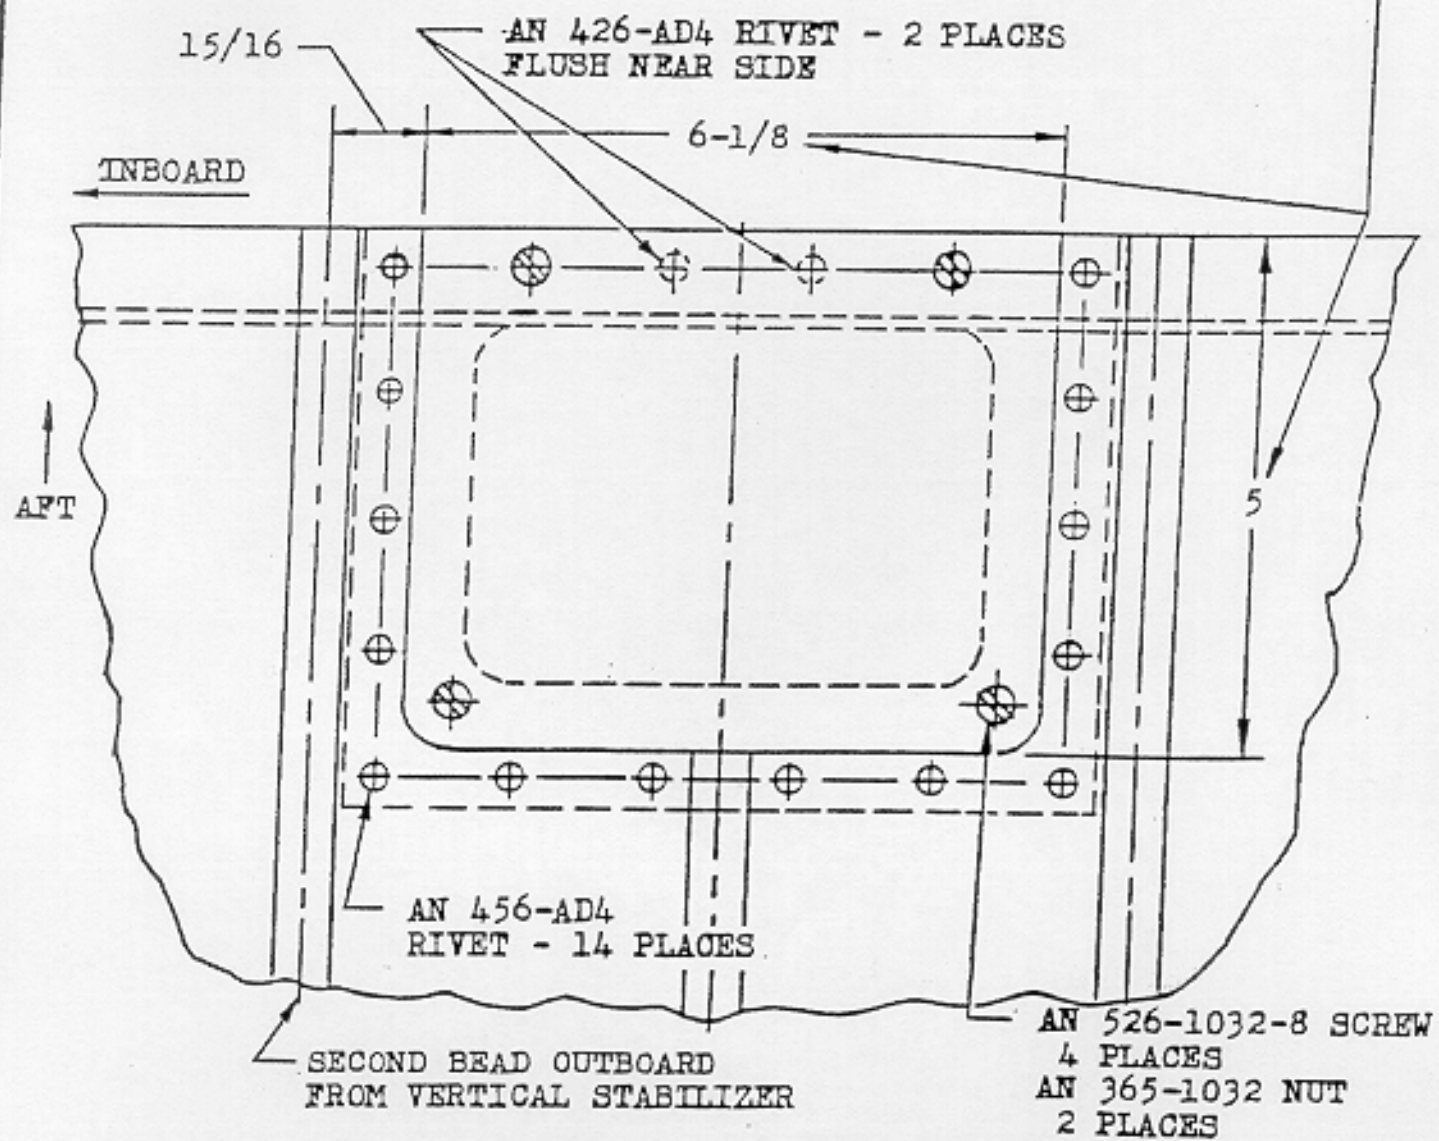 15/16
AN 426-AD4 RIVET - 2 PLACES
FLUSH NEAR SIDE
6-1/8
INBOARD
AFT
5
AN 456-AD4
RIVET - 14 PLACES
SECOND BEAD OUTBOARD
FROM VERTICAL STABILIZER
AN 526-1032-8 SCREW
4 PLACES
AN 365-1032 NUT
2 PLACES